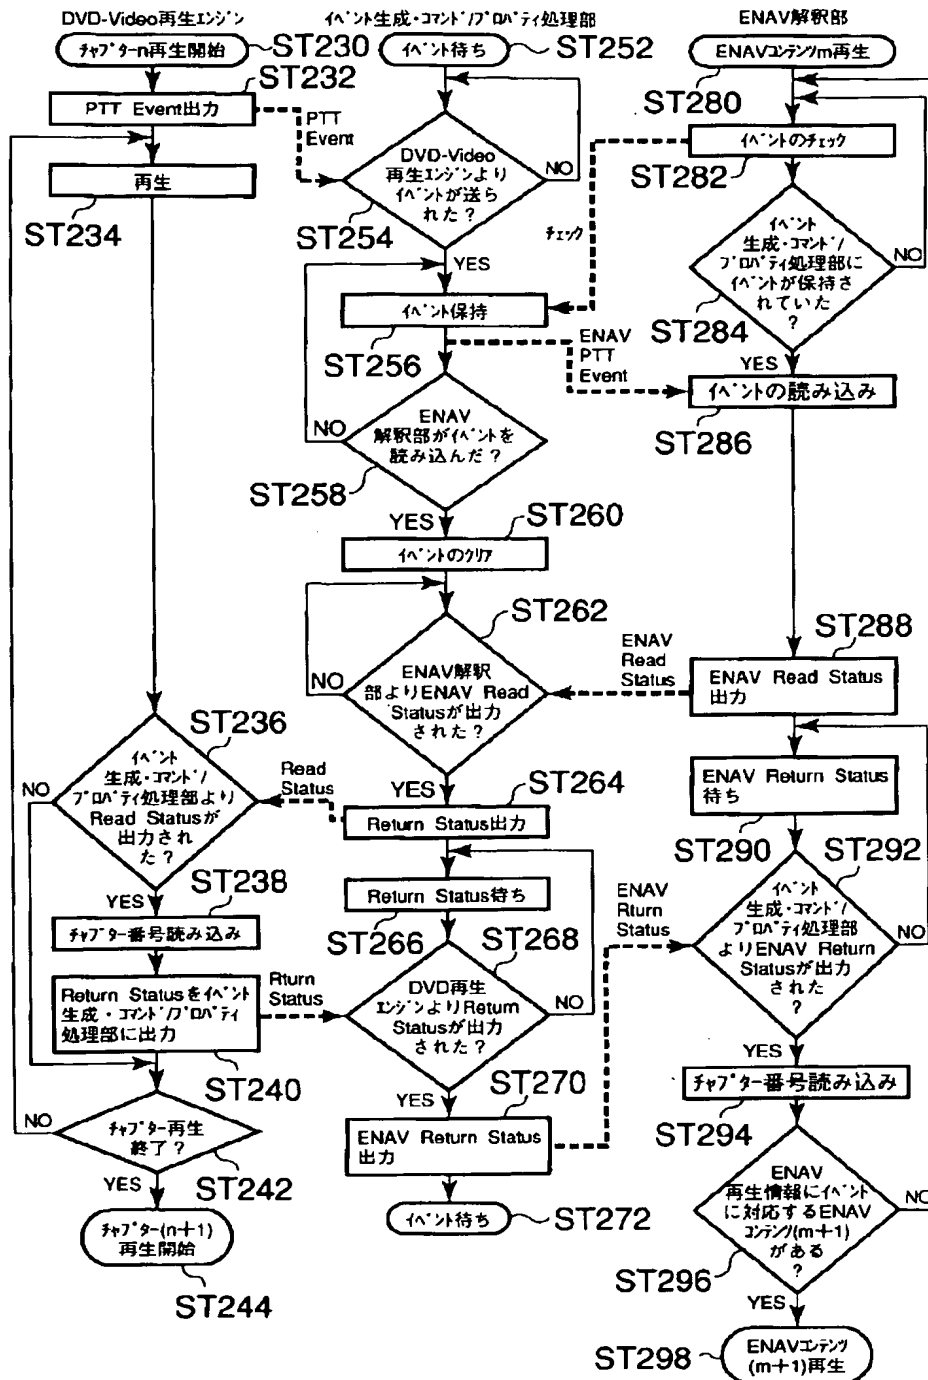 DVD-Video再生エンジン
チャプターn再生開始
ST230
ST232
PTT Event出力
PTT
Event
再生
ST234
ST236
イベント
生成・コマンド/
プロパティ処理部より
Read Statusが
出力され
た?
NO
Read
Status
YES
ST238
チャプター番号読み込み
Return Statusをイベント
生成・コマンド/プロパティ
処理部に出力
Rturn
Status
ST240
NO
チャプター再生
終了?
YES
ST242
チャプター(n+1)
再生開始
ST244
イベント生成・コマンド/プロパティ処理部
イベント待ち
ST252
DVD-Video
再生エンジンより
イベントが送ら
れた?
NO
ST254
YES
イベント保持
ST256
チェック
ENAV
PTT
Event
NO
ENAV
解釈部がイベントを
読み込んだ?
ST258
YES
ST260
イベントのクリア
ST262
NO
ENAV解釈
部よりENAV Read
Statusが出力
された?
ENAV
Read
Status
YES
ST264
Return Status出力
Return Status待ち
ST266
ST268
DVD再生
エンジンよりReturn
Statusが出力
された?
NO
YES
ST270
ENAV Return Status
出力
ENAV
Rturn
Status
イベント待ち
ST272
ENAV解釈部
ENAVコンテンツm再生
ST280
イベントのチェック
ST282
イベント
生成・コマンド/
プロパティ処理部に
イベントが保持さ
れていた
?
NO
ST284
YES
イベントの読み込み
ST286
ST288
ENAV Read Status
出力
ENAV Return Status
待ち
ST290
ST292
イベント
生成・コマンド/
プロパティ処理部
よりENAV Return
Statusが出力
された
?
NO
YES
チャプター番号読み込み
ST294
ENAV
再生情報にイベント
に対応するENAV
コンテンツ(m+1)
がある
?
NO
ST296
YES
ST298
ENAVコンテンツ
(m+1)再生